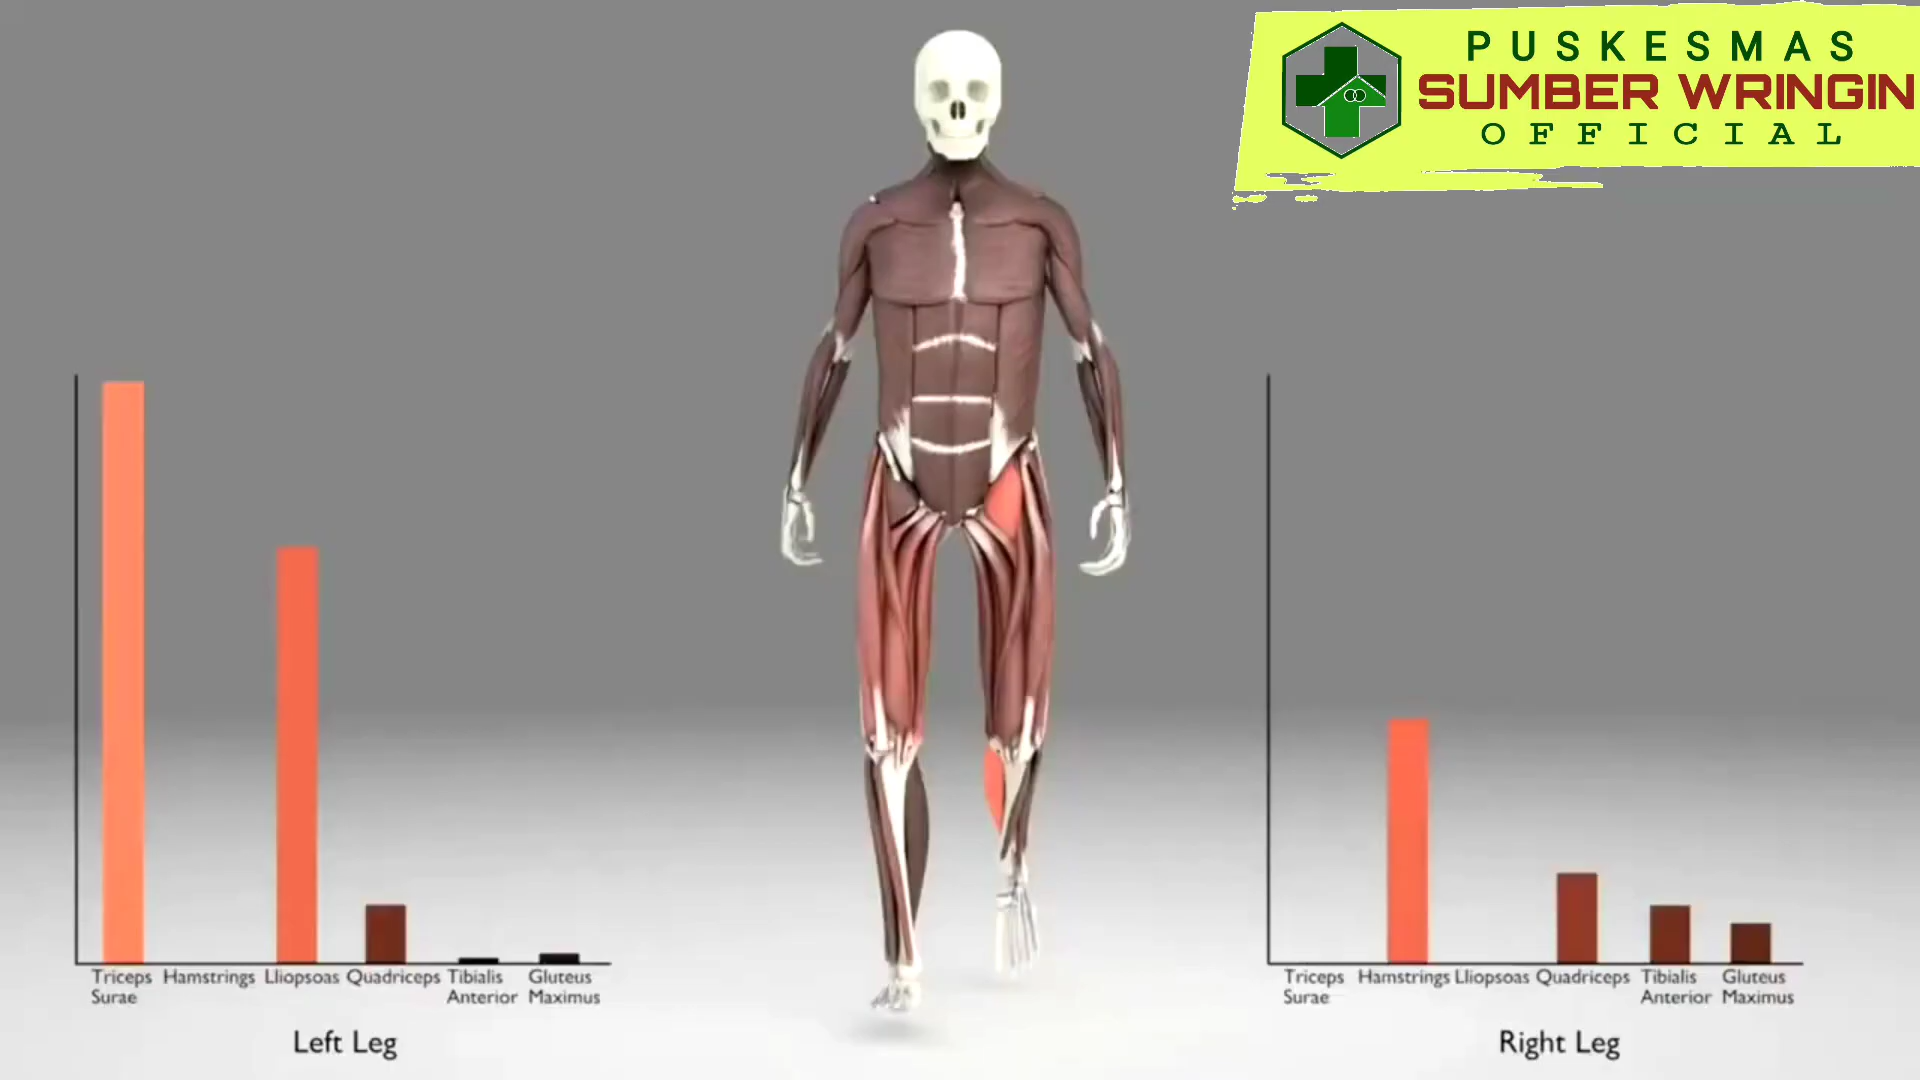 PUSKESMAS
SUMBER WRINGIN
OFFICIAL
Triceps Surae
Hamstrings
Lliopsoas
Quadriceps
Tibialis Anterior
Gluteus Maximus
Left Leg
Triceps Surae
Hamstrings
Lliopsoas
Quadriceps
Tibialis Anterior
Gluteus Maximus
Right Leg